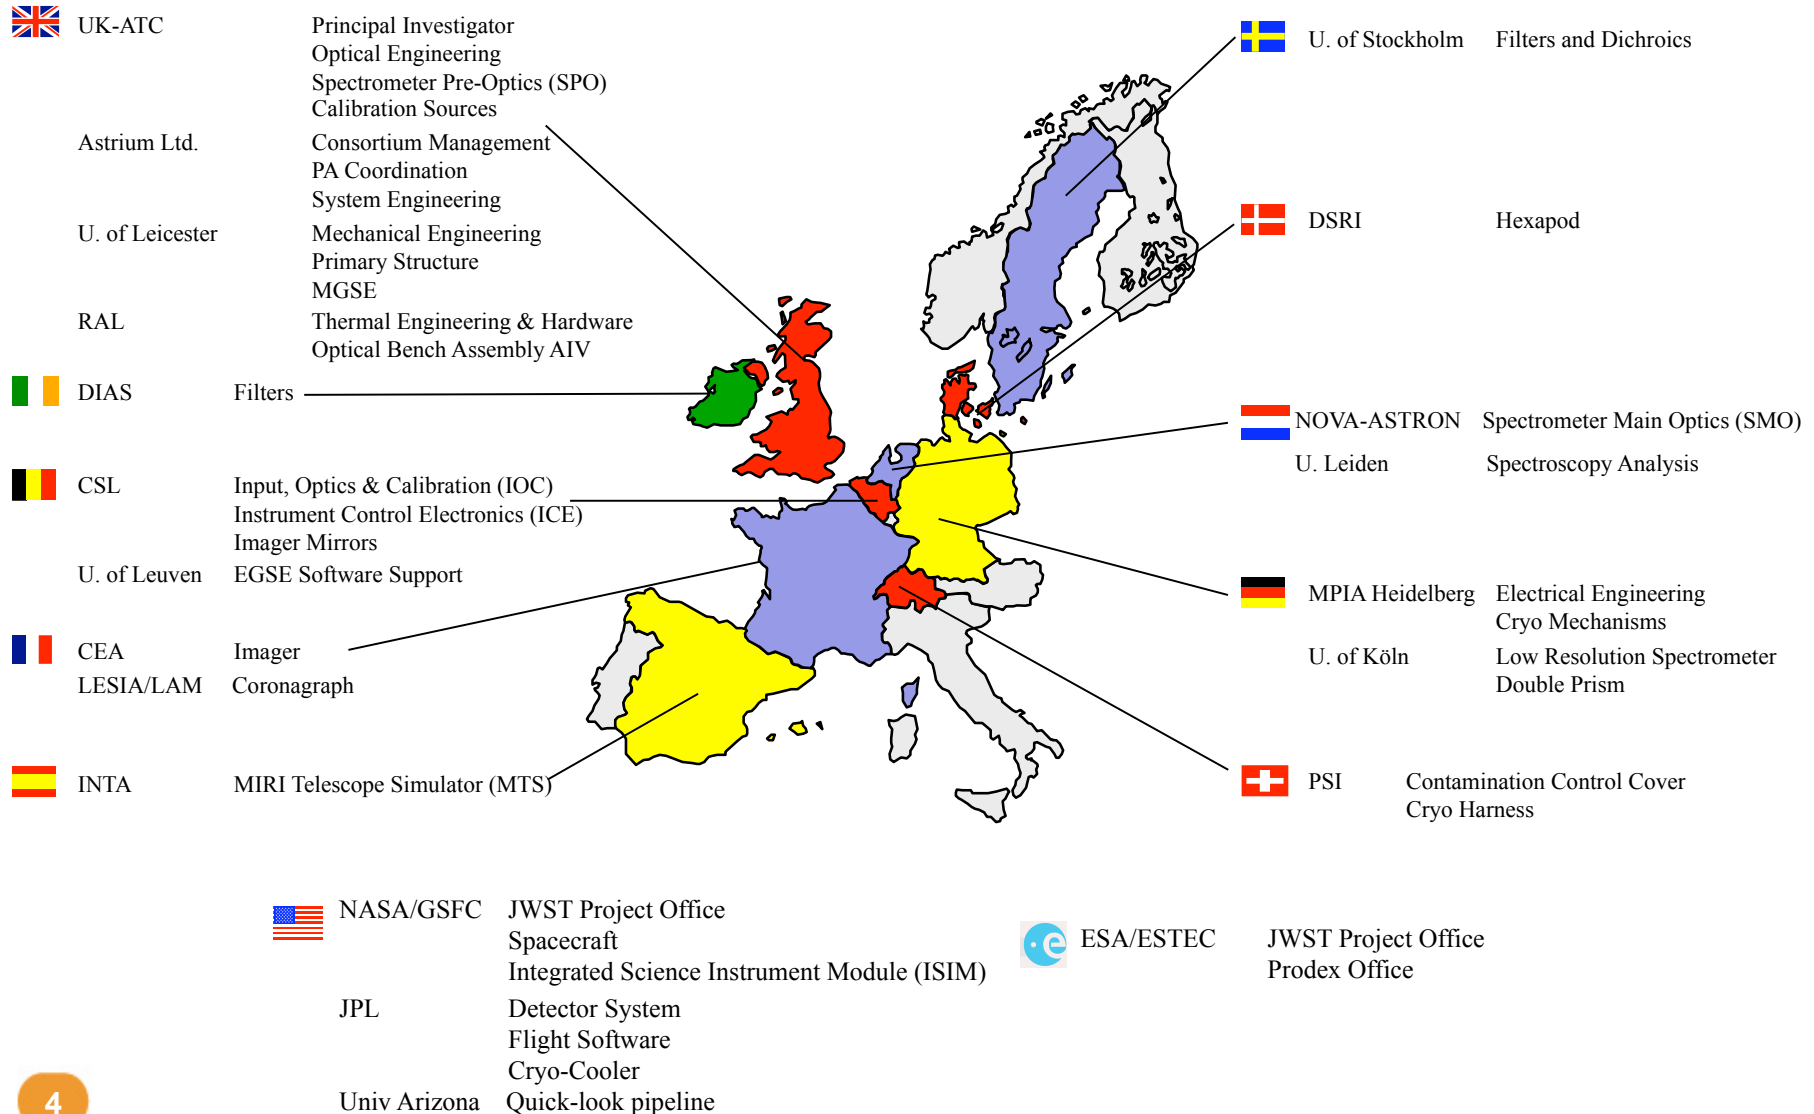 UK-ATC Principal Investigator
Optical Engineering
Spectrometer Pre-Optics (SPO)
Calibration Sources
Astrium Ltd. Consortium Management
PA Coordination
System Engineering
U. of Leicester Mechanical Engineering
Primary Structure
MGSE
RAL Thermal Engineering & Hardware
Optical Bench Assembly AIV
DIAS Filters
CSL Input, Optics & Calibration (IOC)
Instrument Control Electronics (ICE)
Imager Mirrors
U. of Leuven EGSE Software Support
CEA Imager
LESIA/LAM Coronagraph
INTA MIRI Telescope Simulator (MTS)
U. of Stockholm Filters and Dichroics
DSRI Hexapod
NOVA-ASTRON Spectrometer Main Optics (SMO)
U. Leiden Spectroscopy Analysis
MPIA Heidelberg Electrical Engineering
Cryo Mechanisms
U. of Köln Low Resolution Spectrometer
Double Prism
PSI Contamination Control Cover
Cryo Harness
NASA/GSFC JWST Project Office
Spacecraft
Integrated Science Instrument Module (ISIM)
JPL Detector System
Flight Software
Cryo-Cooler
Univ Arizona Quick-look pipeline
e ESA/ESTEC JWST Project Office
Prodex Office
4